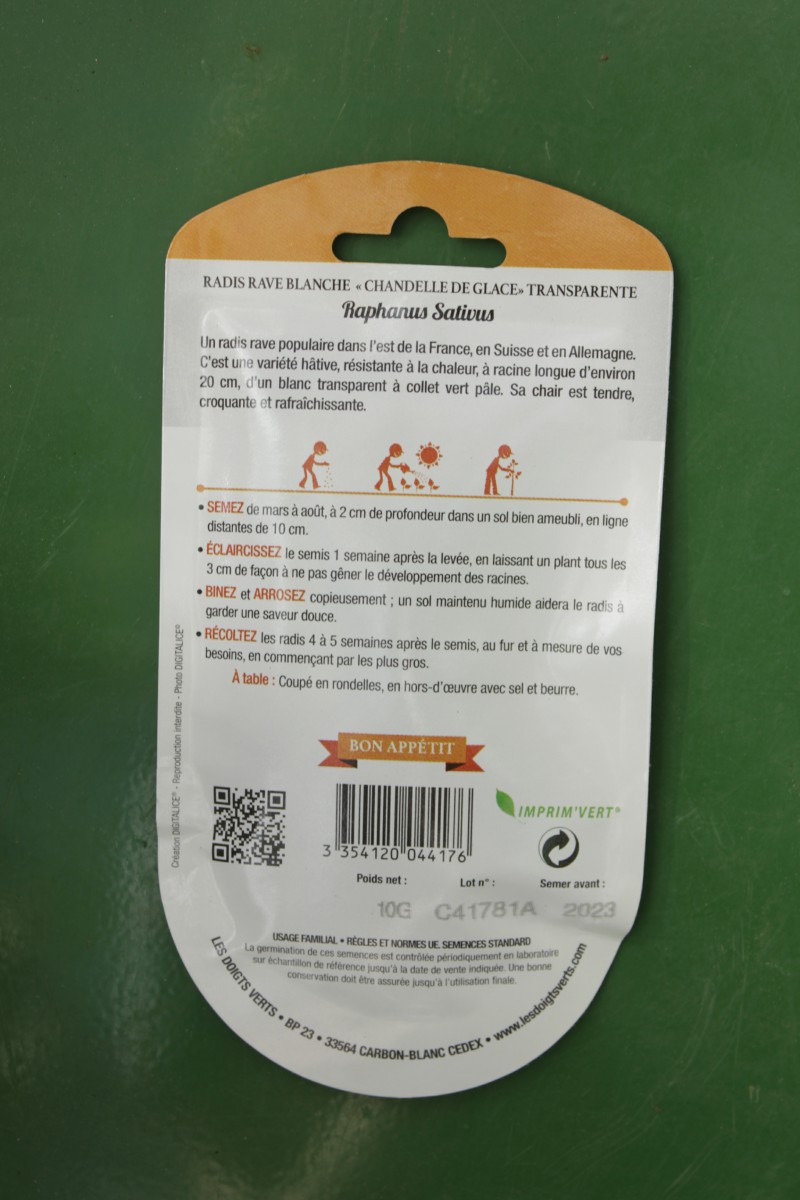 RADIS RAVE BLANCHE « CHANDELLE DE GLACE» TRANSPARENTE
Raphanus Sativus
Un radis rave populaire dans l'est de la France, en Suisse et en Allemagne.
C'est une variété hâtive, résistante à la chaleur, à racine longue d'environ
20 cm, d'un blanc transparent à collet vert pâle. Sa chair est tendre,
croquante et rafraîchissante.
• SEMEZ de mars à août, à 2 cm de profondeur dans un sol bien ameubli, en ligne
distantes de 10 cm.
• ÉCLAIRCISSEZ le semis 1 semaine après la levée, en laissant un plant tous les
3 cm de façon à ne pas gêner le développement des racines.
• BINEZ et ARROSEZ copieusement ; un sol maintenu humide aidera le radis à
garder une saveur douce.
• RÉCOLTEZ les radis 4 à 5 semaines après le semis, au fur et à mesure de vos
besoins, en commençant par les plus gros.
À table : Coupé en rondelles, en hors-d'œuvre avec sel et beurre.
Création DIGITALICE® - Reproduction interdite - Photo DIGITALICE®
BON APPÉTIT
IMPRIM'VERT®
3 354120 044176
Poids net : Lot n° : Semer avant :
10G C41781A 2023
USAGE FAMILIAL • RÈGLES ET NORMES UE. SEMENCES STANDARD
La germination de ces semences est contrôlée périodiquement en laboratoire
sur échantillon de référence jusqu'à la date de vente indiquée. Une bonne
conservation doit être assurée jusqu'à l'utilisation finale.
LES DOIGTS VERTS • BP 23 • 33564 CARBON-BLANC CEDEX • www.lesdoigtsverts.com